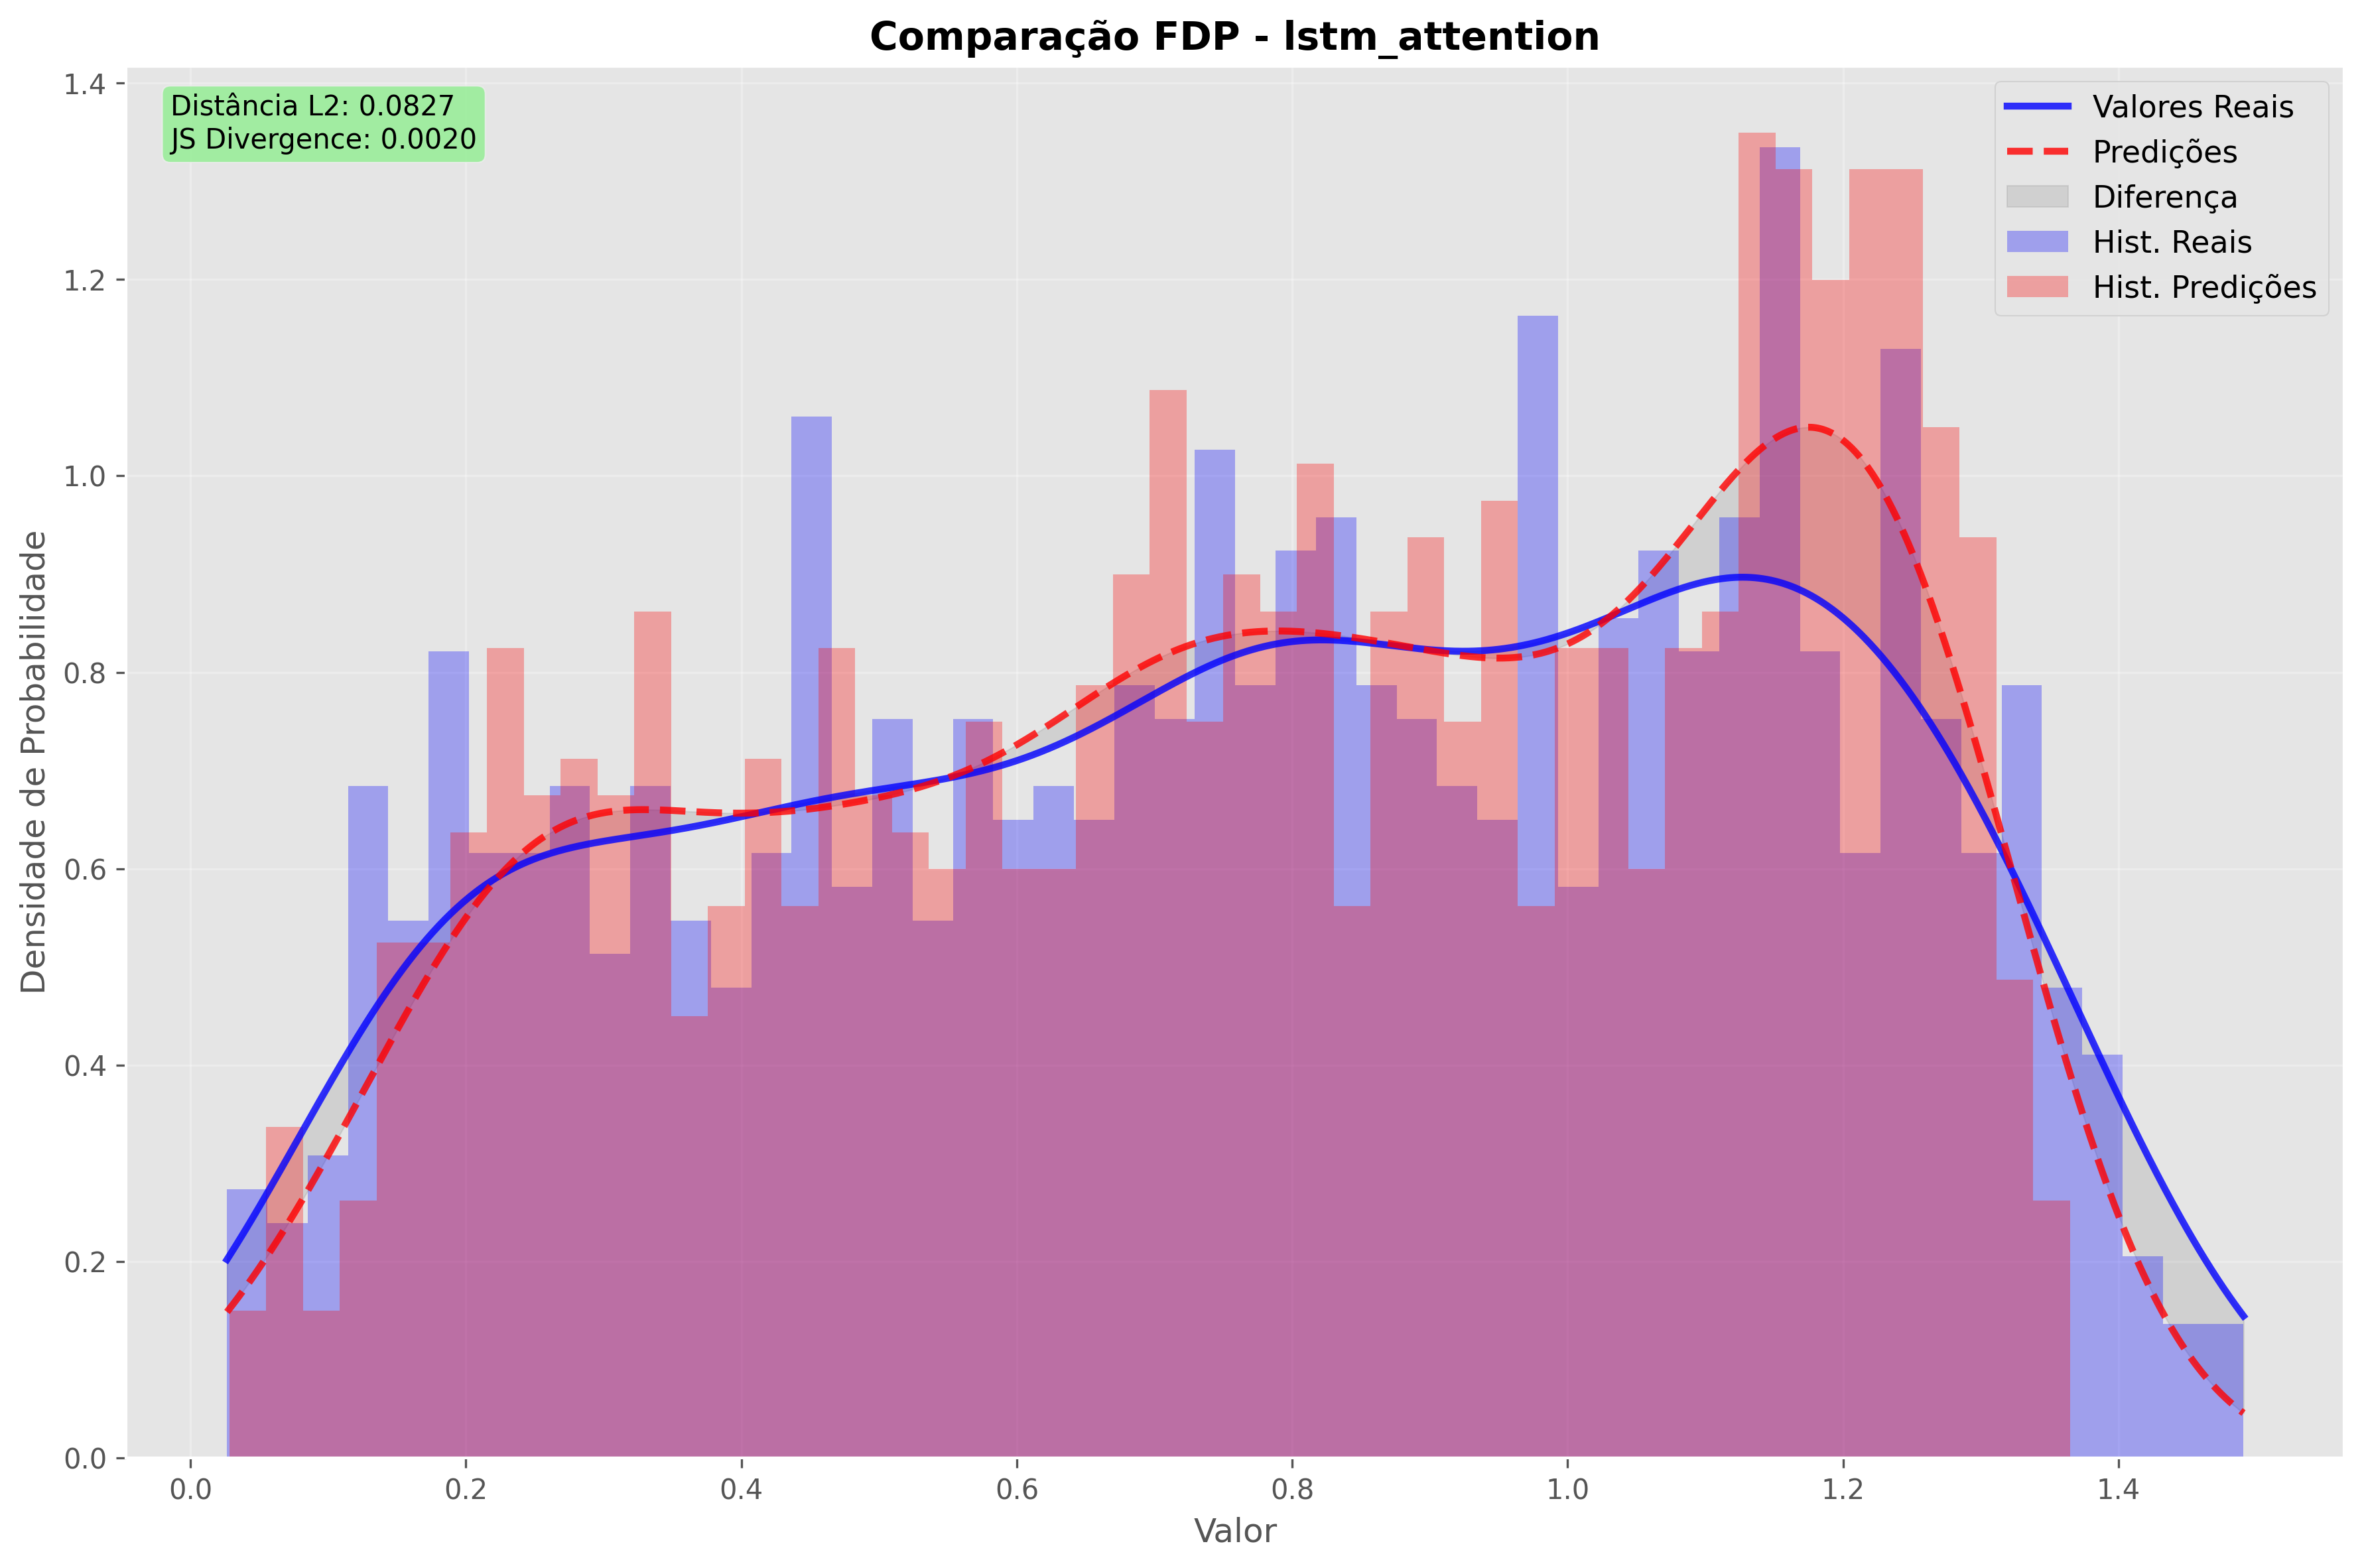 Comparação FDP - lstm_attention
Distância L2: 0.0827
JS Divergence: 0.0020
Valores Reais
Predições
Diferença
Hist. Reais
Hist. Predições
Densidade de Probabilidade
1.4
1.2
1.0
0.8
0.6
0.4
0.2
0.0
0.0 0.2 0.4 0.6 0.8 1.0 1.2 1.4
Valor